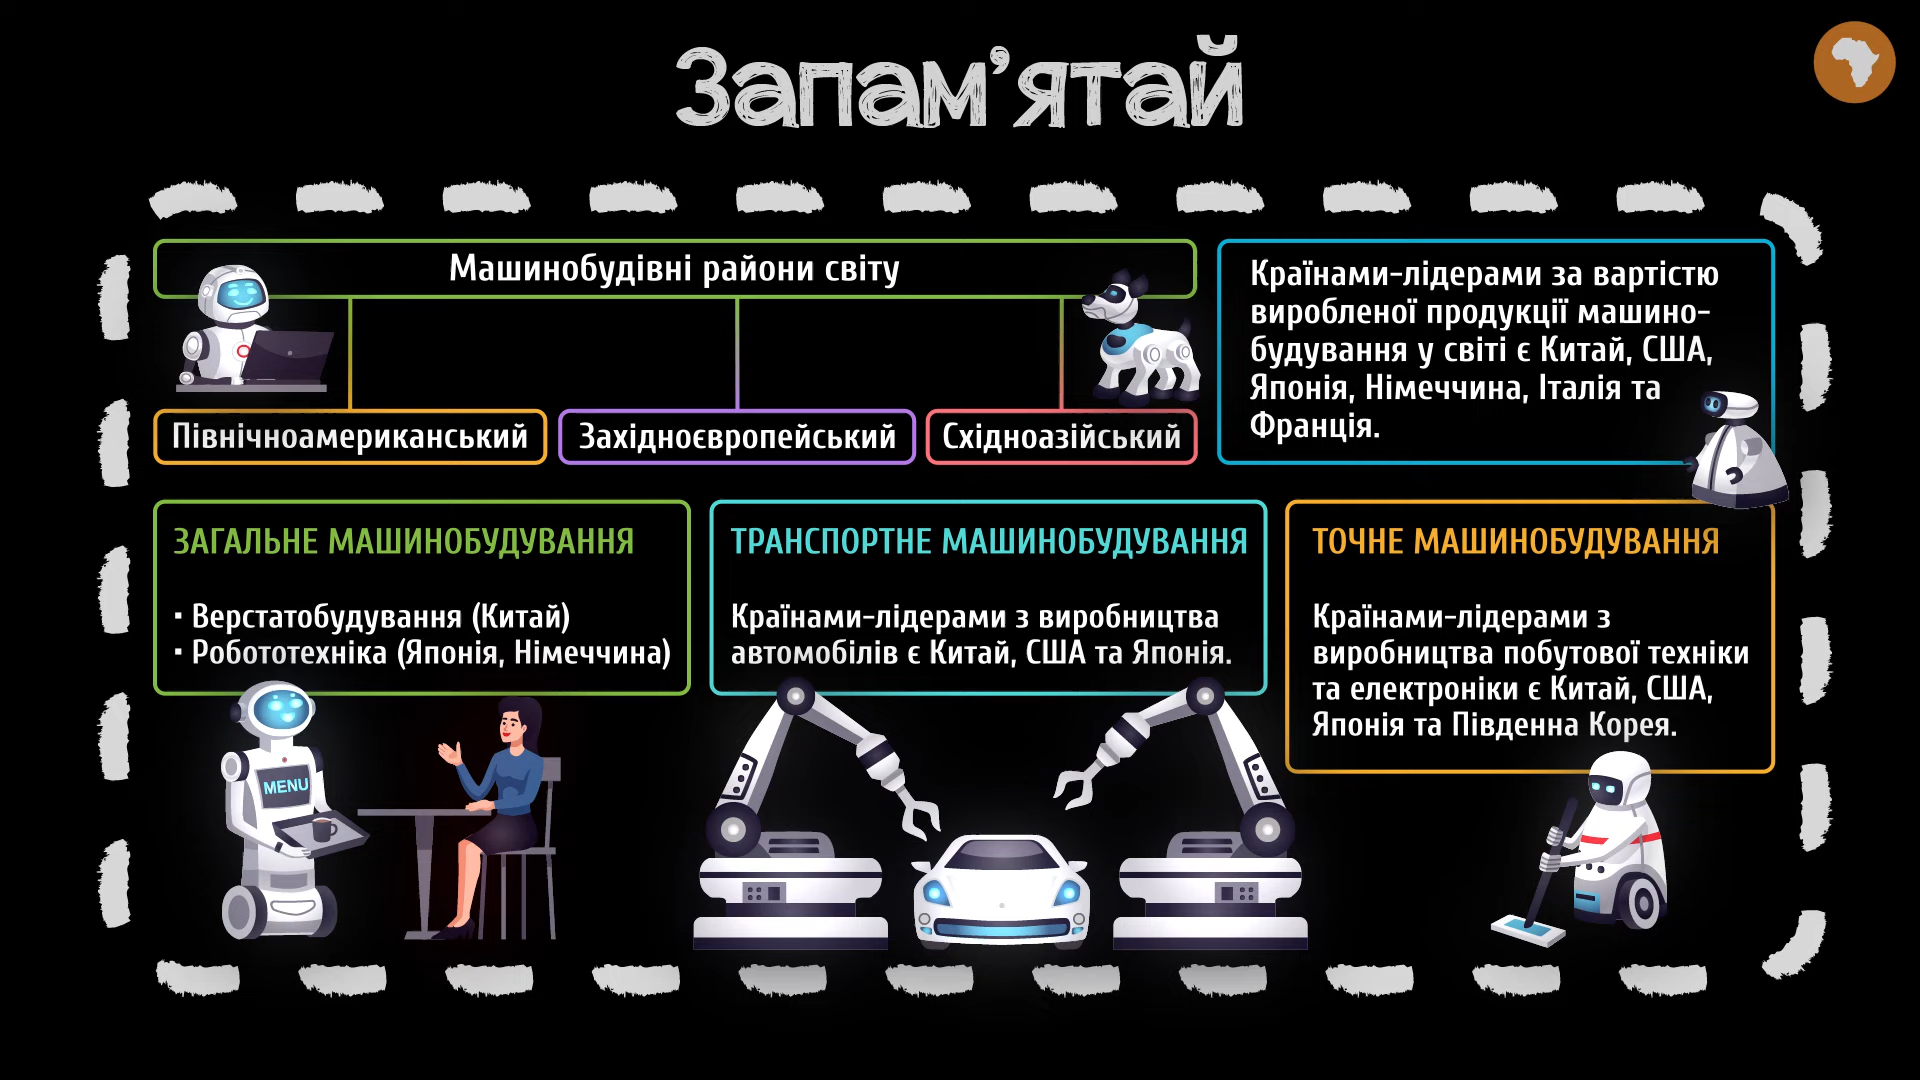 Запам’ятай
Машинобудівні райони світу
Північноамериканський
Західноєвропейський
Східноазійський
Країнами-лідерами за вартістю
виробленої продукції машино-
будування у світі є Китай, США,
Японія, Німеччина, Італія та
Франція.
ЗАГАЛЬНЕ МАШИНОБУДУВАННЯ
· Верстатобудування (Китай)
· Робототехніка (Японія, Німеччина)
ТРАНСПОРТНЕ МАШИНОБУДУВАННЯ
Країнами-лідерами з виробництва
автомобілів є Китай, США та Японія.
ТОЧНЕ МАШИНОБУДУВАННЯ
Країнами-лідерами з
виробництва побутової техніки
та електроніки є Китай, США,
Японія та Південна Корея.
MENU